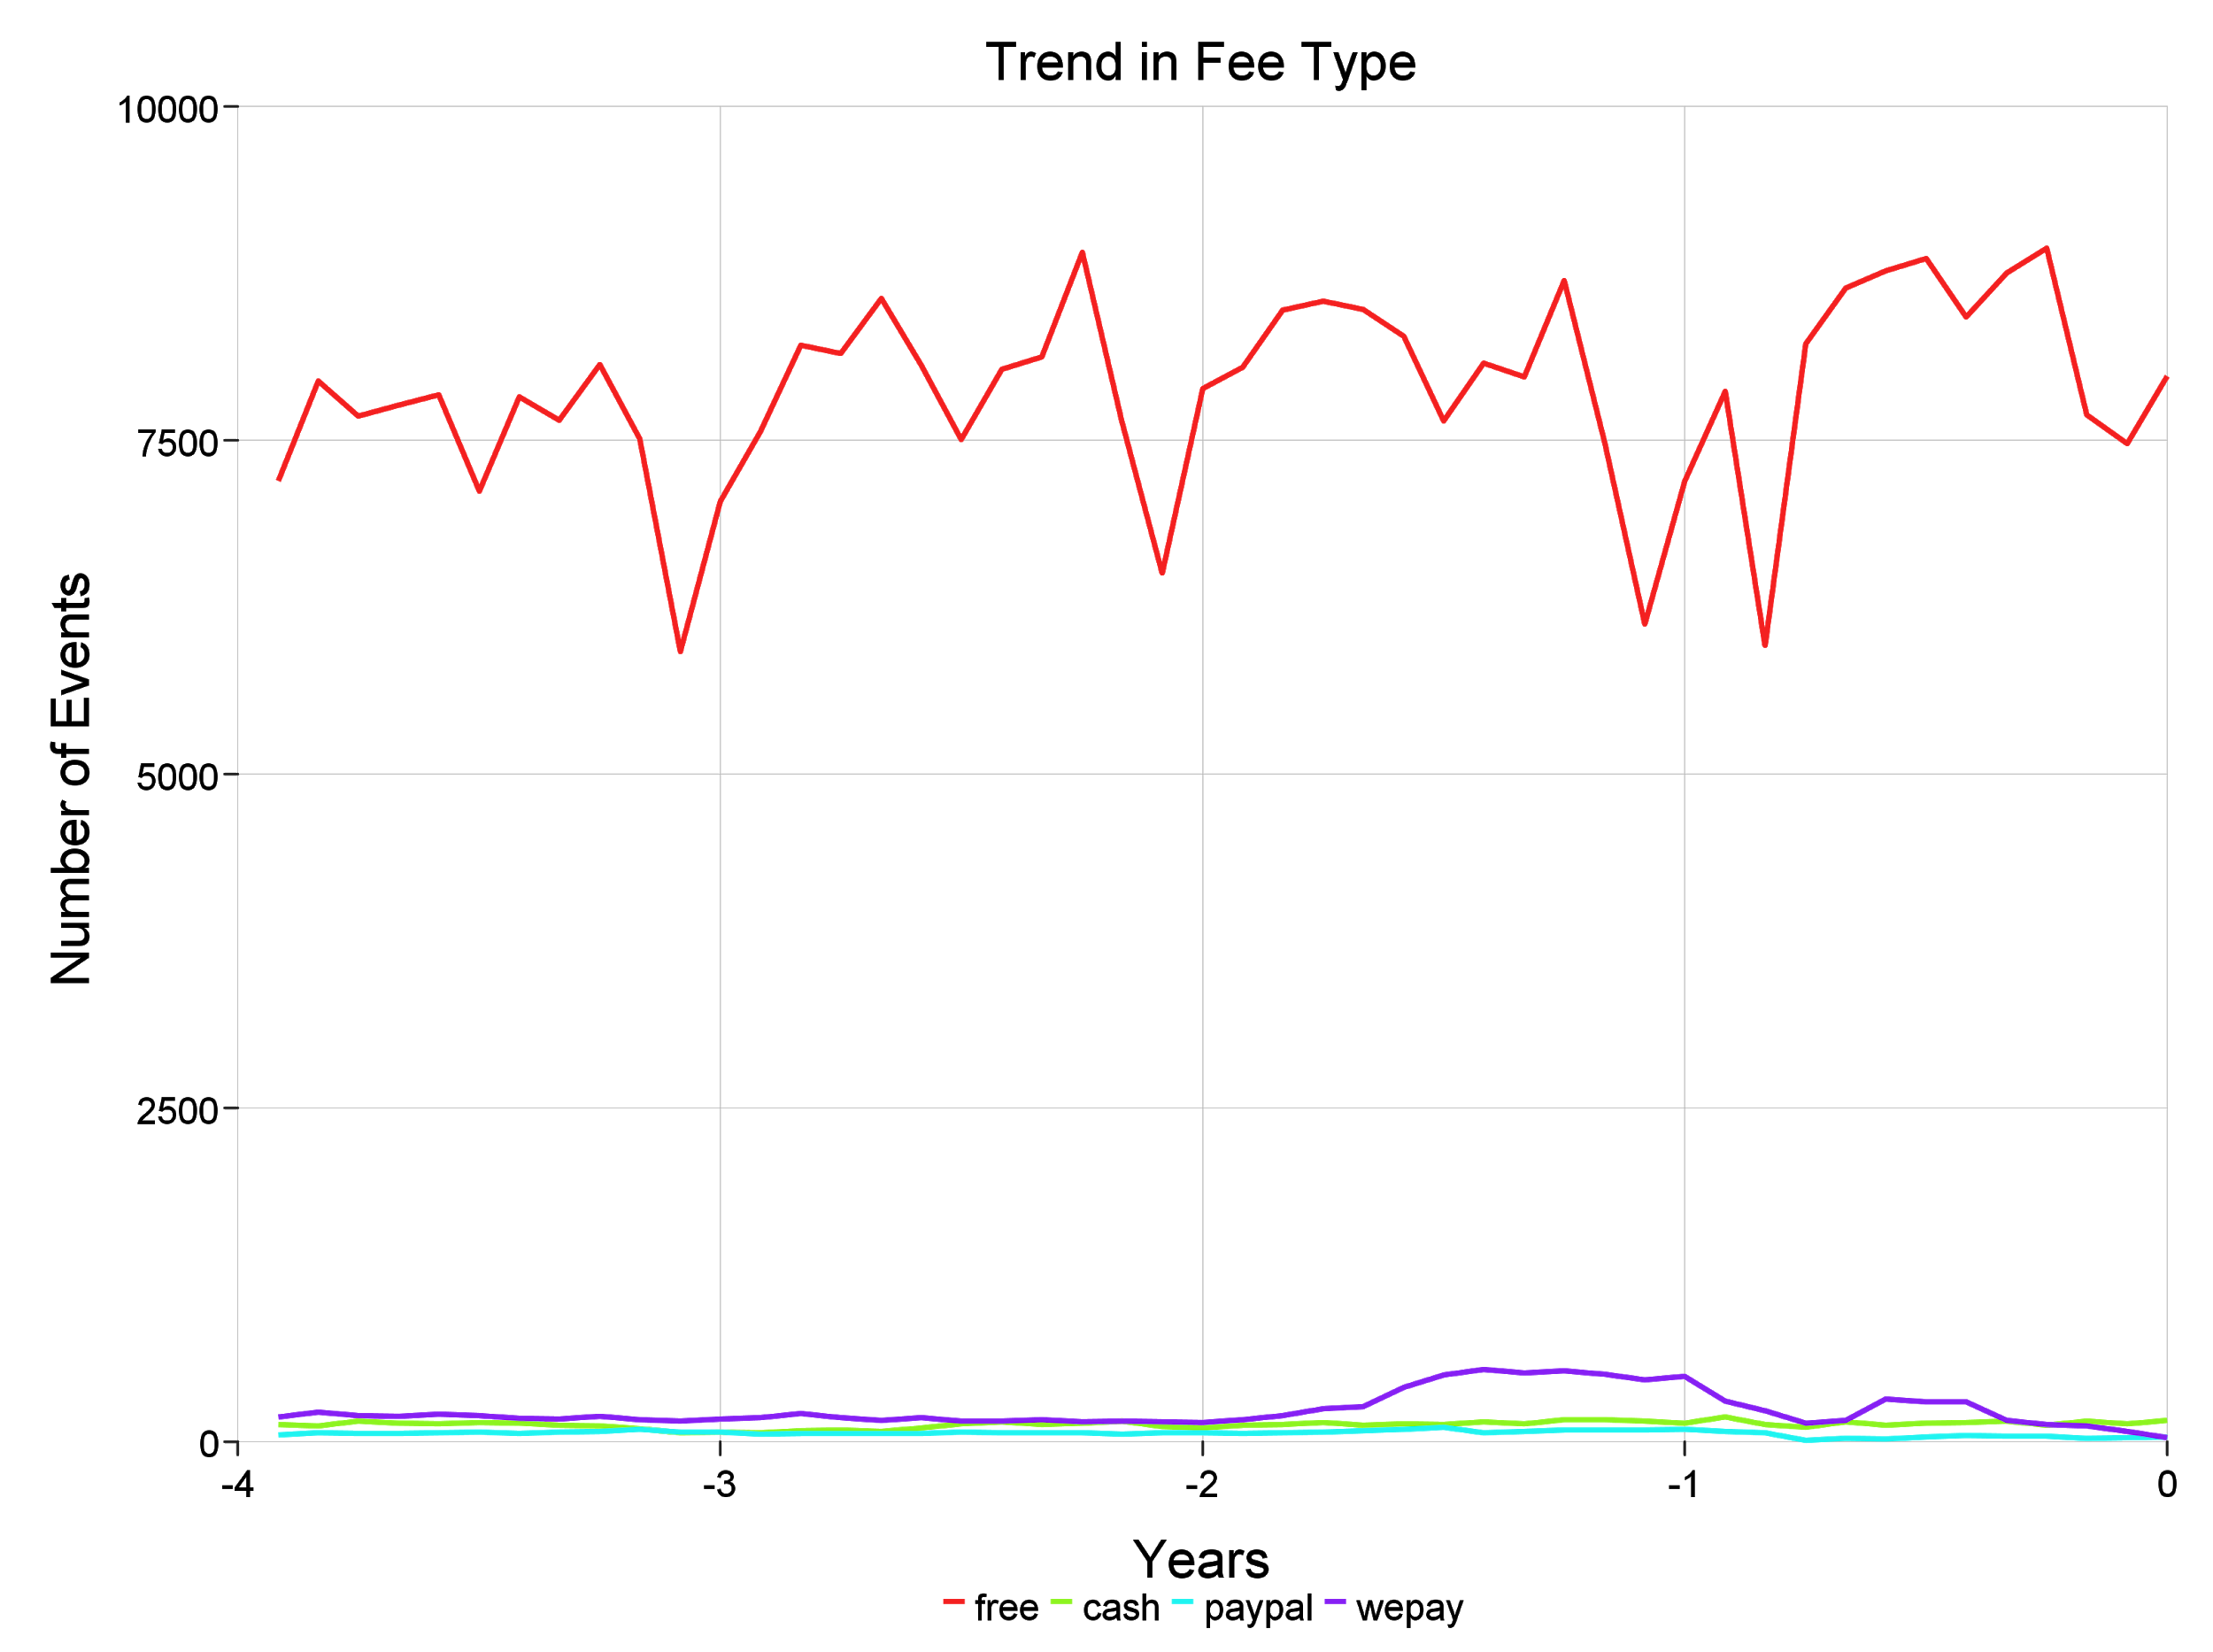 Trend in Fee Type
10000
7500
5000
2500
0
Number of Events
-4 -3 -2 -1 0
Years
free cash paypal wepay